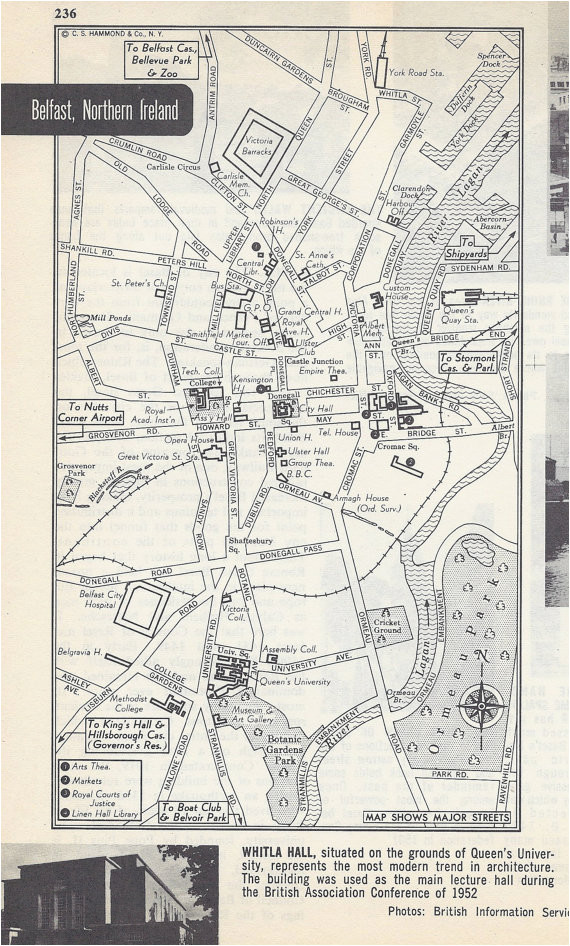 236
© C. S. HAMMOND & Co., N. Y.
To Belfast Cas.,
Bellevue Park
& Zoo
Belfast, Northern Ireland
ANTRIM ROAD
DUNCAIRN GARDENS
YORK RD.
York Road Sta.
Spencer
Dock
Dufferin
Dock
York Dock
WHITLA ST.
BROUGHAM
ST.
GARMOYLE
ST.
QUEEN
ST.
STREET
Victoria
Barracks
CRUMLIN ROAD
Carlisle Circus
Carlisle
Mem.
Ch.
CLIFTON ST.
OLD
LODGE
ROAD
AGNES ST.
GREAT GEORGE'S ST.
Clarendon
Dock
Harbour
Off.
River Lagan
Abercorn
Basin
NORTH
YORK
ST.
Robinson's
I.H.
UPPER
LIBRARY ST.
DONEGALL ST.
CORPORATION
DONEGALL
QUAY
To
Shipyards
SYDENHAM RD.
SHANKILL RD.
PETERS HILL
Central
Libr.
St. Anne's
Cath.
TALBOT ST.
St. Peter's Ch.
Bus
Sta.
NORTH ST.
ROYAL
AVE.
G.P.O.
Grand Central H.
Royal
Ave. H.
Custom
House
QUEEN'S QUAY RD.
Queen's
Quay Sta.
NORTHUMBERLAND
ST.
TOWNSEND ST.
MILLFIELD
Mill Ponds
DIVIS
ST.
Smithfield Market
Tour. Off.
Ulster
Club
HIGH
ST.
VICTORIA
Albert
Mem.
ANN
ST.
Queen's
Br.
BRIDGE END
CASTLE ST.
Castle Junction
Empire Thea.
To Stormont
Cas. & Parl.
ALBERT
ST.
DURHAM
ST.
Tech. Coll.
College
Sq.
Kensington
H.
DONEGALL
PL.
Donegall
Sq.
City Hall
CHICHESTER
ST.
OXFORD
ST.
LAGAN BANK RD.
STRAND
To Nutts
Corner Airport
Royal
Acad. Inst'n
Ass'y Hall
HOWARD
ST.
MAY
ST.
GROSVENOR RD.
Opera House
Great Victoria St. Sta.
BEDFORD
ST.
Union H.
Tel. House
E. BRIDGE ST.
Albert
Br.
Cromac Sq.
Grosvenor
Park
Blackstaff R.
Res.
GREAT VICTORIA ST.
Ulster Hall
Group Thea.
B.B.C.
CROMAC ST.
ORMEAU AV.
DUBLIN RD.
Armagh House
(Ord. Surv.)
SANDY
ROW
Shaftesbury
Sq.
DONEGALL PASS
DONEGALL ROAD
Belfast City
Hospital
ROAD
BOTANIC
AVE.
Victoria
Coll.
Cricket
Ground
ORMEAU
ROAD
EMBANKMENT
Lagan
Ormeau Park
N
Belgravia H.
UNIVERSITY RD.
Univ. Sq.
Assembly Coll.
UNIVERSITY AVE.
Queen's University
ASHLEY
AVE.
LISBURN
COLLEGE
GARDENS
Methodist
College
Museum &
Art Gallery
Ormeau
Br.
ORMEAU
Botanic
Gardens
Park
EMBANKMENT
River
STRANMILLIS
To King's Hall &
Hillsborough Cas.
(Governor's Res.)
MALONE ROAD
STRANMILLIS
RD.
PARK RD.
RAVENHILL RD.
1 Arts Thea.
2 Markets
3 Royal Courts of
Justice
4 Linen Hall Library
To Boat Club
& Belvoir Park
MAP SHOWS MAJOR STREETS
WHITLA HALL, situated on the grounds of Queen's Univer-
sity, represents the most modern trend in architecture.
The building was used as the main lecture hall during
the British Association Conference of 1952
Photos: British Information Servic